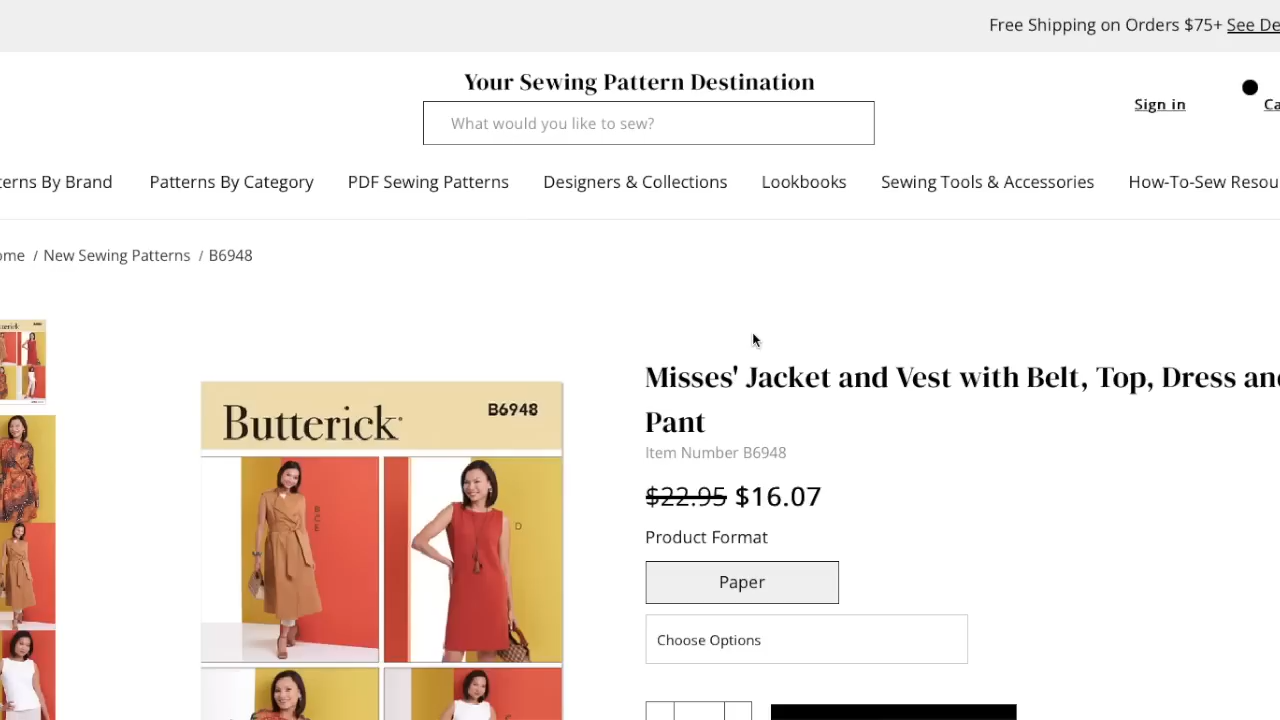 Free Shipping on Orders $75+ See De
Your Sewing Pattern Destination
What would you like to sew?
Sign in
Ca
terns By Brand
Patterns By Category
PDF Sewing Patterns
Designers & Collections
Lookbooks
Sewing Tools & Accessories
How-To-Sew Resou
ome / New Sewing Patterns / B6948
Butterick
B6948
D
Misses' Jacket and Vest with Belt, Top, Dress and
Pant
Item Number B6948
$22.95 $16.07
Product Format
Paper
Choose Options